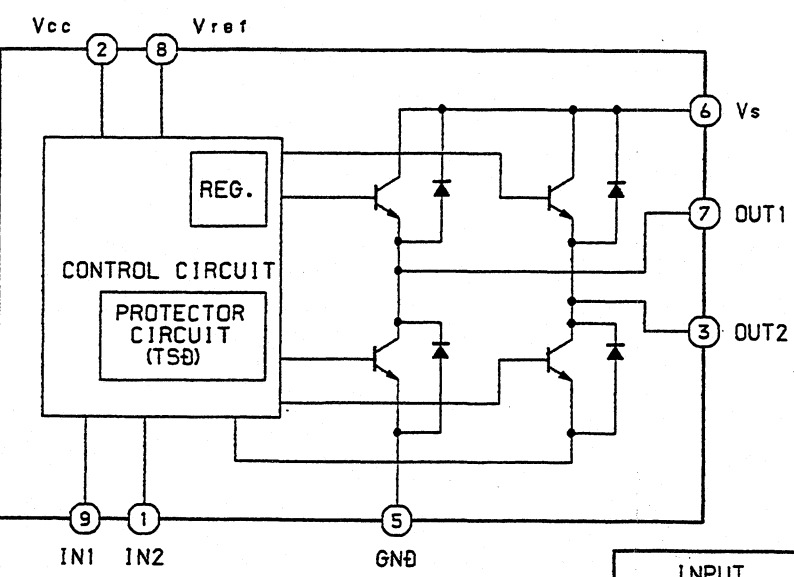 Vcc Vref
2 8
6 Vs
REG.
7 OUT1
CONTROL CIRCUIT
PROTECTOR
CIRCUIT
(TSD)
3 OUT2
9 1 5
IN1 IN2 GND
INPUT